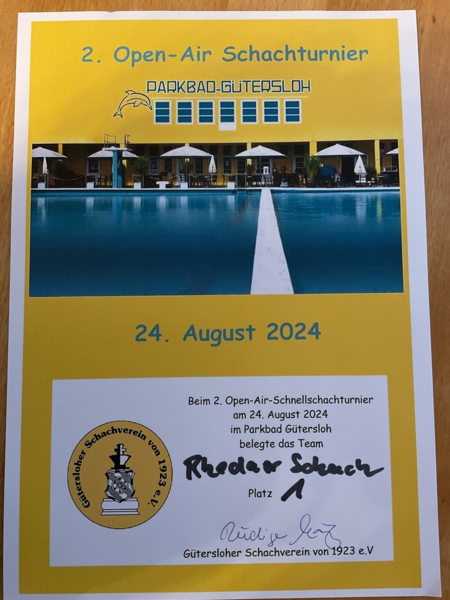 2. Open-Air Schachturnier
PARKBAD-GÜTERSLOH
24. August 2024
Beim 2. Open-Air-Schnellschachturnier
am 24. August 2024
im Parkbad Gütersloh
belegte das Team
Rhedaer Schach
Platz 1
Gütersloher Schachverein von 1923 e.V.
Rüdiger
Gütersloher Schachverein von 1923 e.V